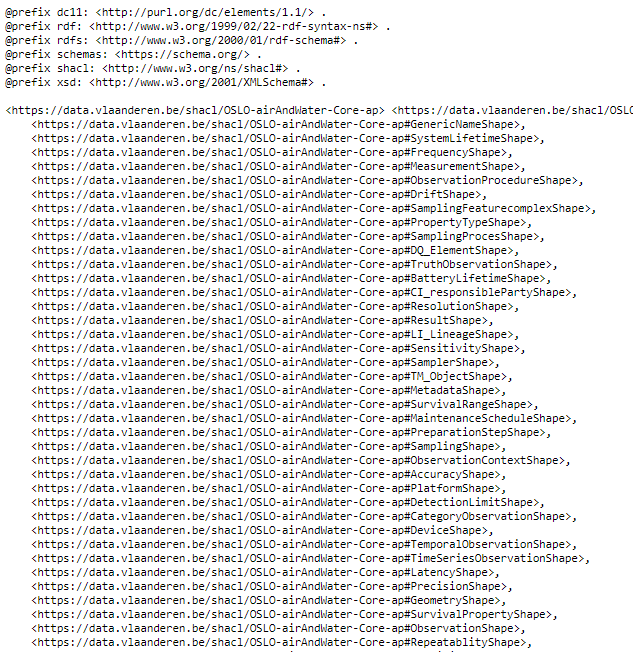 @prefix dc11: <http://purl.org/dc/elements/1.1/> .
@prefix rdf: <http://www.w3.org/1999/02/22-rdf-syntax-ns#> .
@prefix rdfs: <http://www.w3.org/2000/01/rdf-schema#> .
@prefix schemas: <https://schema.org/> .
@prefix shacl: <http://www.w3.org/ns/shacl#> .
@prefix xsd: <http://www.w3.org/2001/XMLSchema#> .

<https://data.vlaanderen.be/shacl/OSLO-airAndWater-Core-ap> <https://data.vlaanderen.be/shacl/OSLO
    <https://data.vlaanderen.be/shacl/OSLO-airAndWater-Core-ap#GenericNameShape>,
    <https://data.vlaanderen.be/shacl/OSLO-airAndWater-Core-ap#SystemLifetimeShape>,
    <https://data.vlaanderen.be/shacl/OSLO-airAndWater-Core-ap#FrequencyShape>,
    <https://data.vlaanderen.be/shacl/OSLO-airAndWater-Core-ap#MeasurementShape>,
    <https://data.vlaanderen.be/shacl/OSLO-airAndWater-Core-ap#ObservationProcedureShape>,
    <https://data.vlaanderen.be/shacl/OSLO-airAndWater-Core-ap#DriftShape>,
    <https://data.vlaanderen.be/shacl/OSLO-airAndWater-Core-ap#SamplingFeaturecomplexShape>,
    <https://data.vlaanderen.be/shacl/OSLO-airAndWater-Core-ap#PropertyTypeShape>,
    <https://data.vlaanderen.be/shacl/OSLO-airAndWater-Core-ap#SamplingProcesShape>,
    <https://data.vlaanderen.be/shacl/OSLO-airAndWater-Core-ap#DQ_ElementShape>,
    <https://data.vlaanderen.be/shacl/OSLO-airAndWater-Core-ap#TruthObservationShape>,
    <https://data.vlaanderen.be/shacl/OSLO-airAndWater-Core-ap#BatteryLifetimeShape>,
    <https://data.vlaanderen.be/shacl/OSLO-airAndWater-Core-ap#CI_responsiblePartyShape>,
    <https://data.vlaanderen.be/shacl/OSLO-airAndWater-Core-ap#ResolutionShape>,
    <https://data.vlaanderen.be/shacl/OSLO-airAndWater-Core-ap#ResultShape>,
    <https://data.vlaanderen.be/shacl/OSLO-airAndWater-Core-ap#LI_LineageShape>,
    <https://data.vlaanderen.be/shacl/OSLO-airAndWater-Core-ap#SensitivityShape>,
    <https://data.vlaanderen.be/shacl/OSLO-airAndWater-Core-ap#SamplerShape>,
    <https://data.vlaanderen.be/shacl/OSLO-airAndWater-Core-ap#TM_ObjectShape>,
    <https://data.vlaanderen.be/shacl/OSLO-airAndWater-Core-ap#MetadataShape>,
    <https://data.vlaanderen.be/shacl/OSLO-airAndWater-Core-ap#SurvivalRangeShape>,
    <https://data.vlaanderen.be/shacl/OSLO-airAndWater-Core-ap#MaintenanceScheduleShape>,
    <https://data.vlaanderen.be/shacl/OSLO-airAndWater-Core-ap#PreparationStepShape>,
    <https://data.vlaanderen.be/shacl/OSLO-airAndWater-Core-ap#SamplingShape>,
    <https://data.vlaanderen.be/shacl/OSLO-airAndWater-Core-ap#ObservationContextShape>,
    <https://data.vlaanderen.be/shacl/OSLO-airAndWater-Core-ap#AccuracyShape>,
    <https://data.vlaanderen.be/shacl/OSLO-airAndWater-Core-ap#PlatformShape>,
    <https://data.vlaanderen.be/shacl/OSLO-airAndWater-Core-ap#DetectionLimitShape>,
    <https://data.vlaanderen.be/shacl/OSLO-airAndWater-Core-ap#CategoryObservationShape>,
    <https://data.vlaanderen.be/shacl/OSLO-airAndWater-Core-ap#DeviceShape>,
    <https://data.vlaanderen.be/shacl/OSLO-airAndWater-Core-ap#TemporalObservationShape>,
    <https://data.vlaanderen.be/shacl/OSLO-airAndWater-Core-ap#TimeSeriesObservationShape>,
    <https://data.vlaanderen.be/shacl/OSLO-airAndWater-Core-ap#LatencyShape>,
    <https://data.vlaanderen.be/shacl/OSLO-airAndWater-Core-ap#PrecisionShape>,
    <https://data.vlaanderen.be/shacl/OSLO-airAndWater-Core-ap#GeometryShape>,
    <https://data.vlaanderen.be/shacl/OSLO-airAndWater-Core-ap#SurvivalPropertyShape>,
    <https://data.vlaanderen.be/shacl/OSLO-airAndWater-Core-ap#ObservationShape>,
    <https://data.vlaanderen.be/shacl/OSLO-airAndWater-Core-ap#RepeatablityShape>,